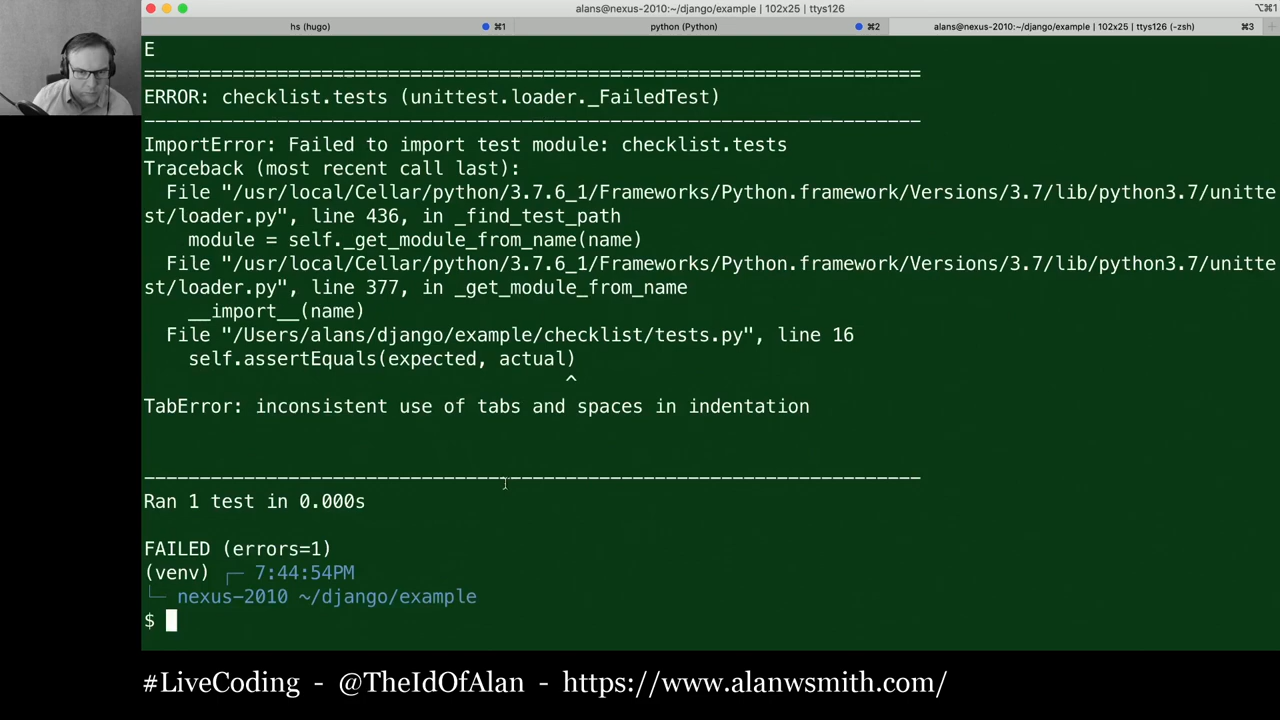 alans@nexus-2010:~/django/example | 102x25 | ttys126
⌥⌘1
hs (hugo) ⌘1
python (Python) ⌘2
alans@nexus-2010:~/django/example | 102x25 | ttys126 (-zsh) ⌘3
E
======================================================================
ERROR: checklist.tests (unittest.loader._FailedTest)
----------------------------------------------------------------------
ImportError: Failed to import test module: checklist.tests
Traceback (most recent call last):
  File "/usr/local/Cellar/python/3.7.6_1/Frameworks/Python.framework/Versions/3.7/lib/python3.7/unitte
st/loader.py", line 436, in _find_test_path
    module = self._get_module_from_name(name)
  File "/usr/local/Cellar/python/3.7.6_1/Frameworks/Python.framework/Versions/3.7/lib/python3.7/unitte
st/loader.py", line 377, in _get_module_from_name
    __import__(name)
  File "/Users/alans/django/example/checklist/tests.py", line 16
    self.assertEquals(expected, actual)
                                      ^
TabError: inconsistent use of tabs and spaces in indentation
----------------------------------------------------------------------
Ran 1 test in 0.000s
FAILED (errors=1)
(venv) ┌─ 7:44:54PM
└─ nexus-2010 ~/django/example
$
#LiveCoding - @TheIdOfAlan - https://www.alanwsmith.com/